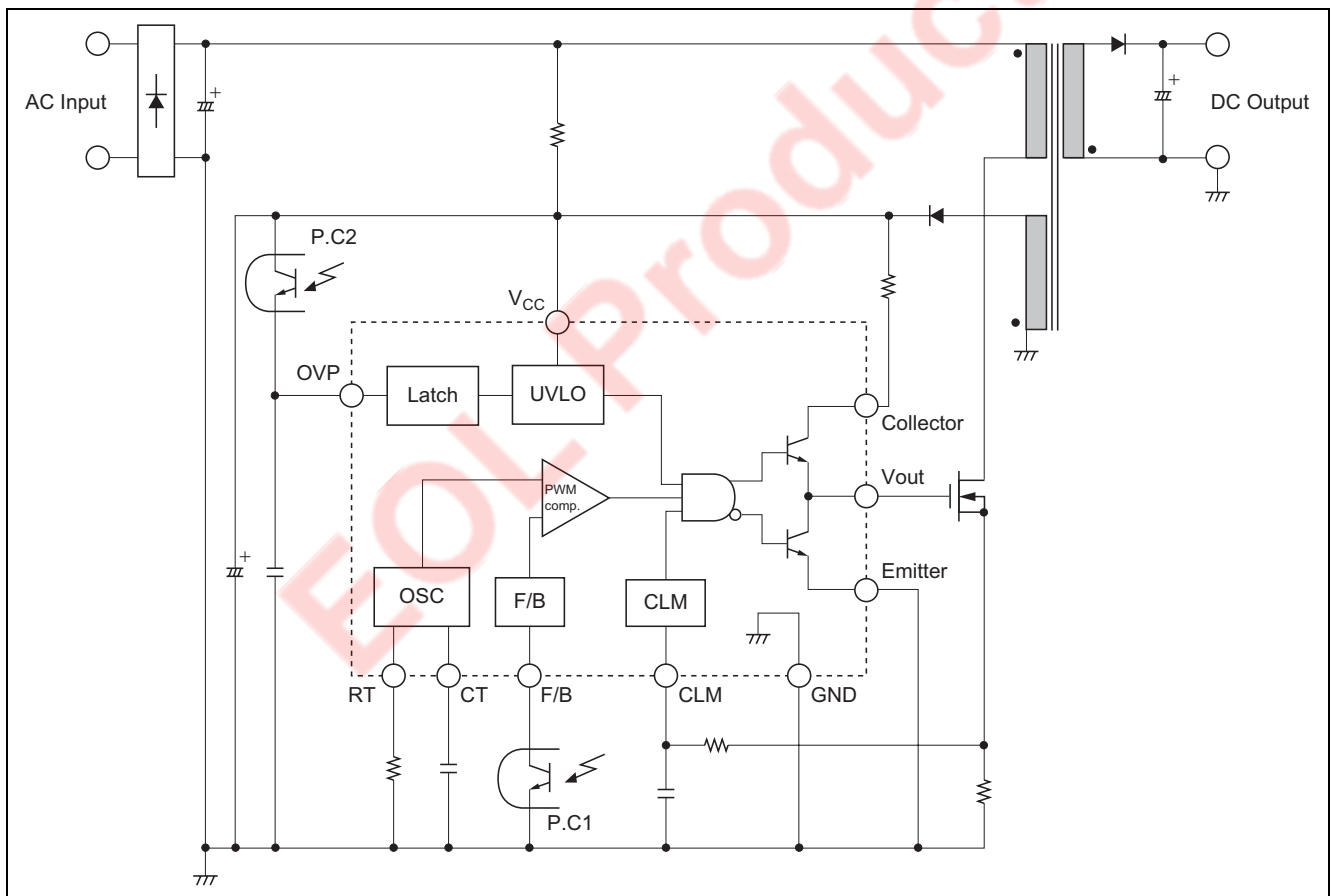 AC Input
+
+
DC Output
P.C2
VCC
OVP
Latch
UVLO
Collector
PWM
comp.
Vout
+
Emitter
OSC
F/B
CLM
RT
CT
F/B
CLM
GND
P.C1
EOL Produc